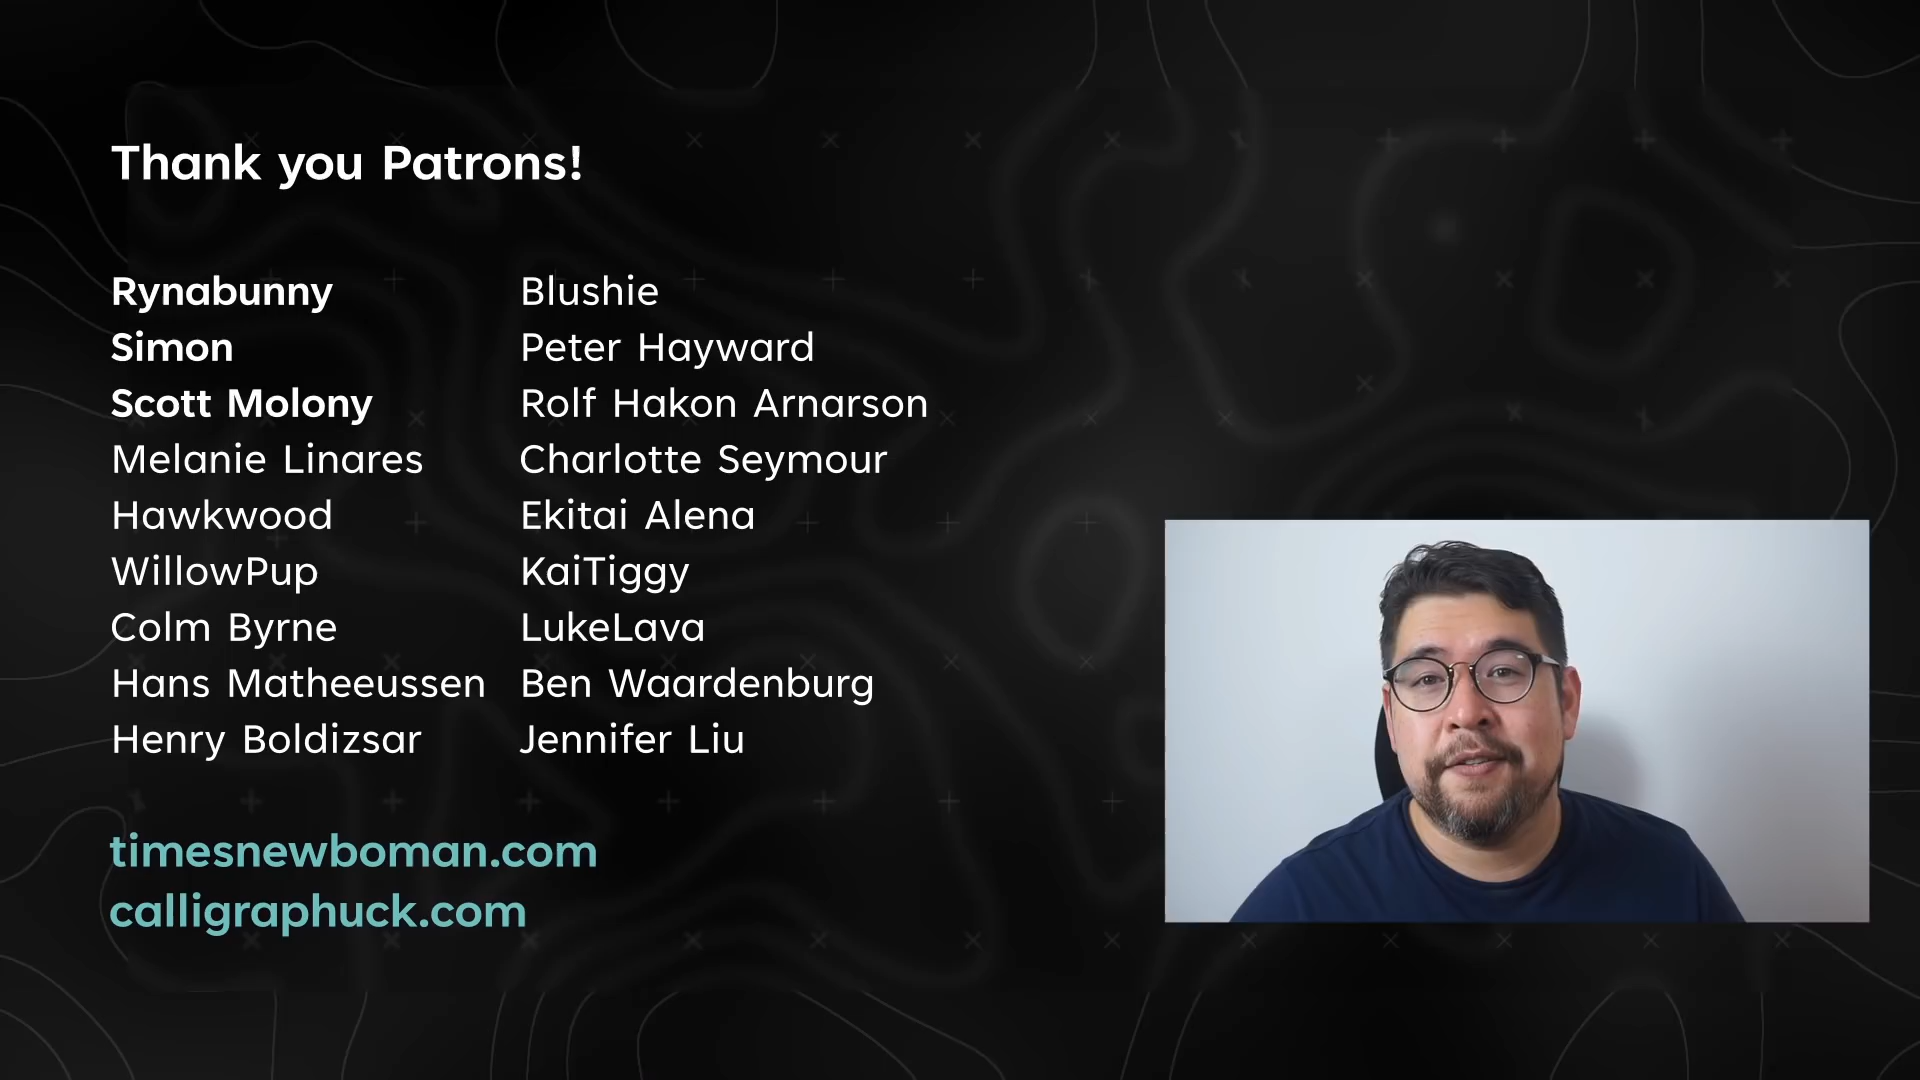 Thank you Patrons!
Rynabunny
Simon
Scott Molony
Melanie Linares
Hawkwood
WillowPup
Colm Byrne
Hans Matheeussen
Henry Boldizsar
Blushie
Peter Hayward
Rolf Hakon Arnarson
Charlotte Seymour
Ekitai Alena
KaiTiggy
LukeLava
Ben Waardenburg
Jennifer Liu
timesnewboman.com
calligraphuck.com